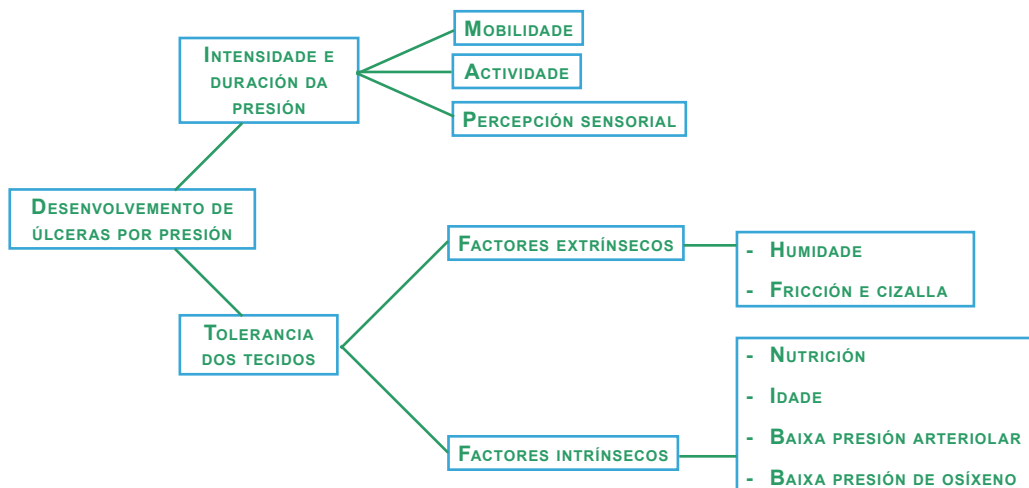 Mobilidade
Intensidade e
duración da
presión
Actividade
Percepción sensorial
Desenvolvemento de
úlceras por presión
Factores extrínsecos
- Humidade
- Fricción e cizalla
Tolerancia
dos tecidos
- Nutrición
- Idade
- Baixa presión arteriolar
Factores intrínsecos
- Baixa presión de osíxeno